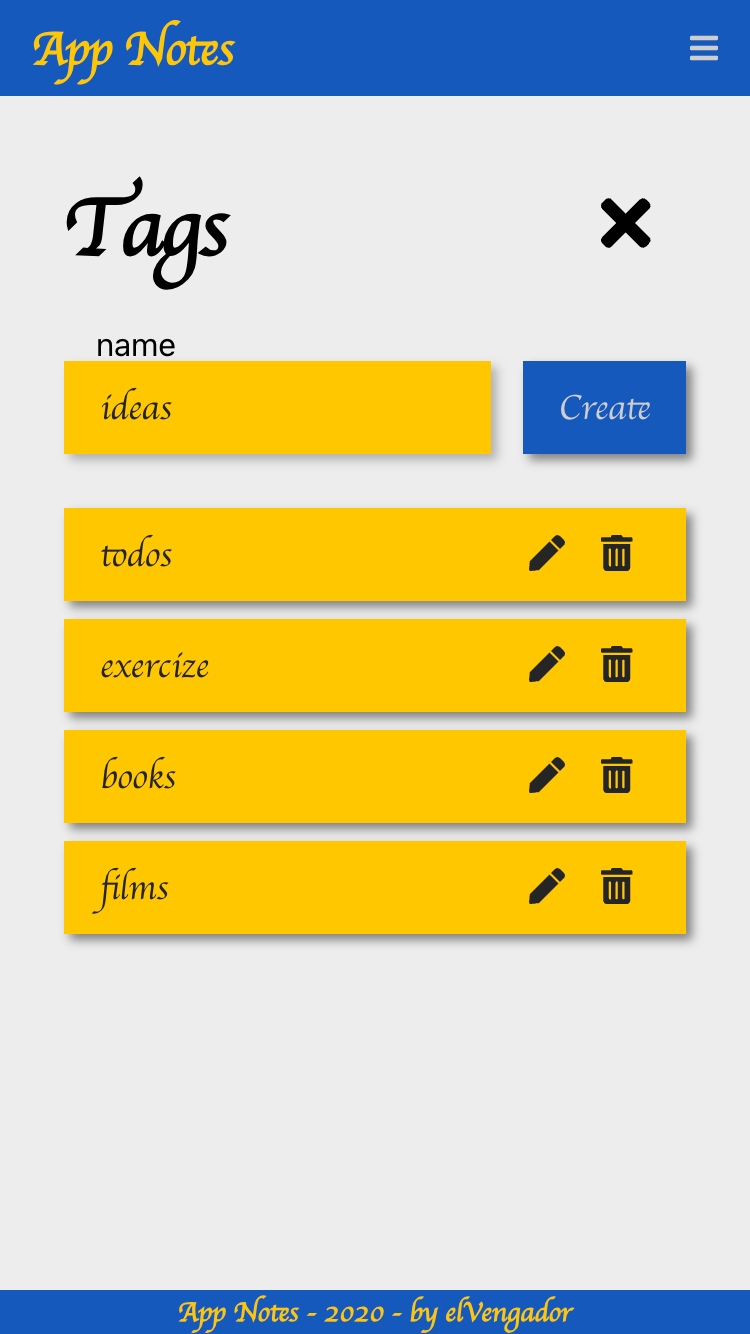 App Notes
Tags
name
ideas
Create
todos
exercize
books
films
App Notes - 2020 - by elVengador